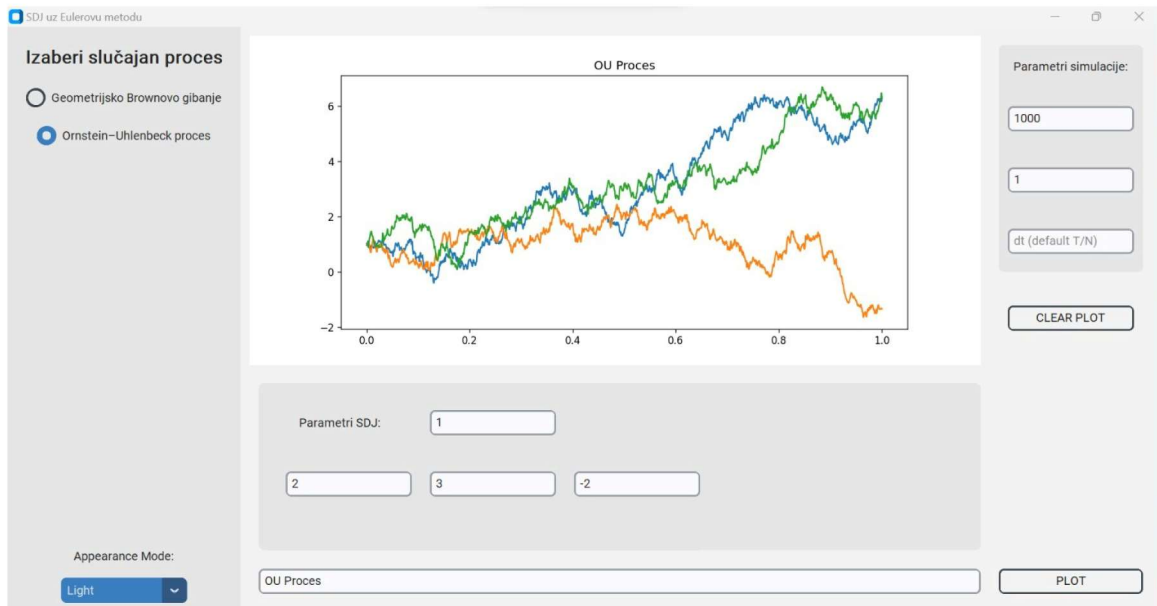 SDJ uz Eulerovu metodu
Izaberi slučajan proces
Geometrijsko Brownovo gibanje
Ornstein–Uhlenbeck proces
Appearance Mode:
Light
OU Proces
6
4
2
0
−2
0.0 0.2 0.4 0.6 0.8 1.0
Parametri SDJ:
1
2
3
-2
OU Proces
Parametri simulacije:
1000
1
dt (default T/N)
CLEAR PLOT
PLOT